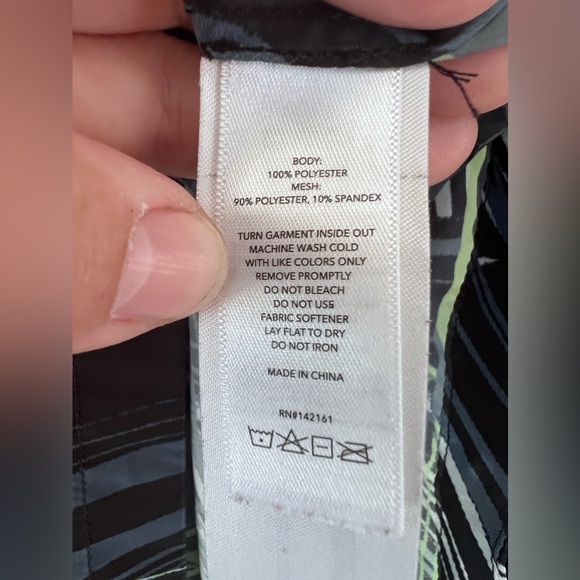 BODY:
100% POLYESTER
MESH:
90% POLYESTER, 10% SPANDEX
TURN GARMENT INSIDE OUT
MACHINE WASH COLD
WITH LIKE COLORS ONLY
REMOVE PROMPTLY
DO NOT BLEACH
DO NOT USE
FABRIC SOFTENER
LAY FLAT TO DRY
DO NOT IRON
MADE IN CHINA
RN#142161